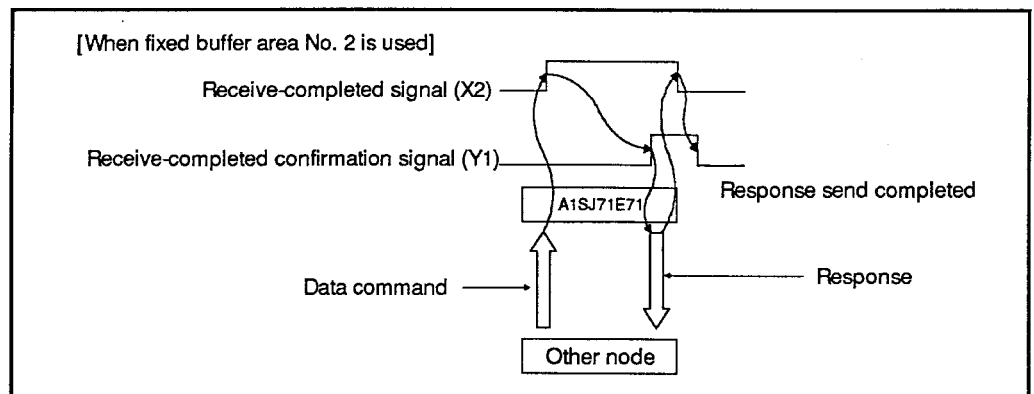 [When fixed buffer area No. 2 is used]
Receive-completed signal (X2)
Receive-completed confirmation signal (Y1)
A1SJ71E71
Response send completed
Data command
Response
Other node